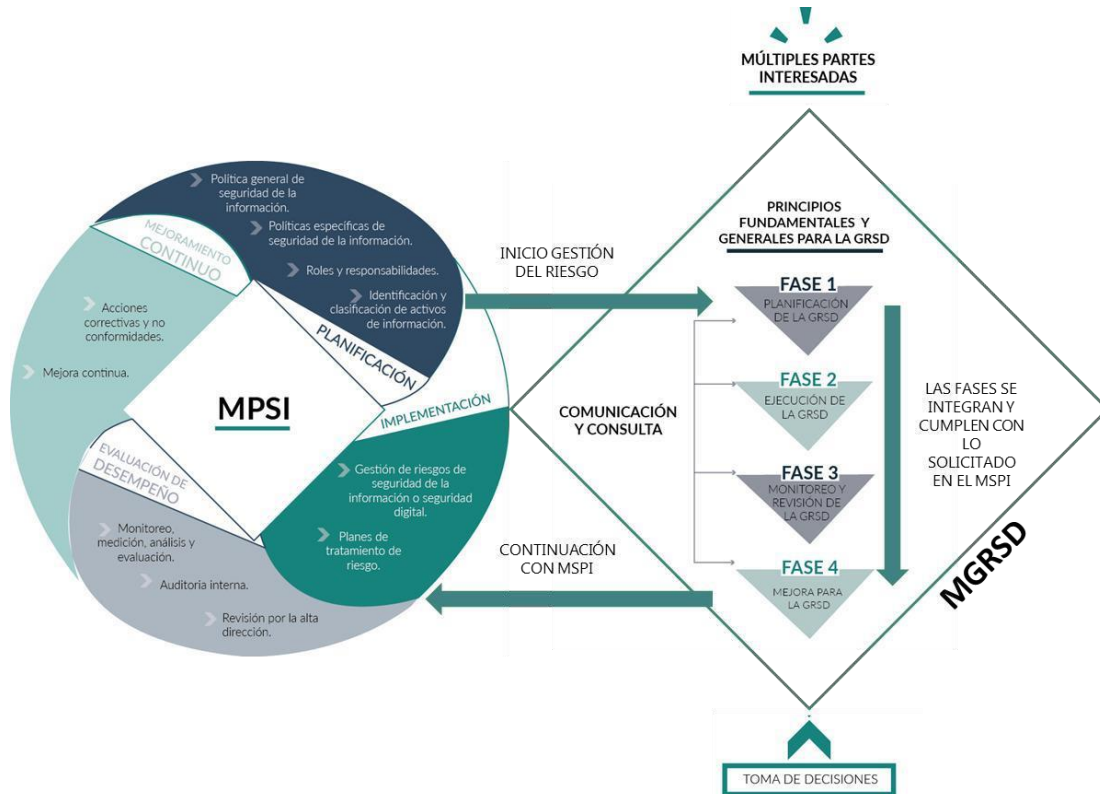 MÚLTIPLES PARTES
INTERESADAS
Política general de
seguridad de la
información.
Políticas específicas de
seguridad de la información.
Roles y responsabilidades.
Identificación y
clasificación de activos
de información.
PLANIFICACIÓN
MEJORAMIENTO
CONTINUO
Acciones
correctivas y no
conformidades.
Mejora continua.
MPSI
IMPLEMENTACIÓN
Gestión de riesgos de
seguridad de la
información o seguridad
digital.
Planes de
tratamiento de
riesgo.
EVALUACIÓN DE
DESEMPEÑO
Monitoreo,
medición, análisis y
evaluación.
Auditoria interna.
Revisión por la alta
dirección.
INICIO GESTIÓN
DEL RIESGO
CONTINUACIÓN
CON MSPI
PRINCIPIOS
FUNDAMENTALES Y
GENERALES PARA LA GRSD
COMUNICACIÓN
Y CONSULTA
FASE 1
PLANIFICACIÓN
DE LA GRSD
FASE 2
EJECUCIÓN DE
LA GRSD
FASE 3
MONITOREO Y
REVISIÓN DE
LA GRSD
FASE 4
MEJORA PARA
LA GRSD
LAS FASES SE
INTEGRAN Y
CUMPLEN CON
LO
SOLICITADO
EN EL MSPI
MGRSD
TOMA DE DECISIONES